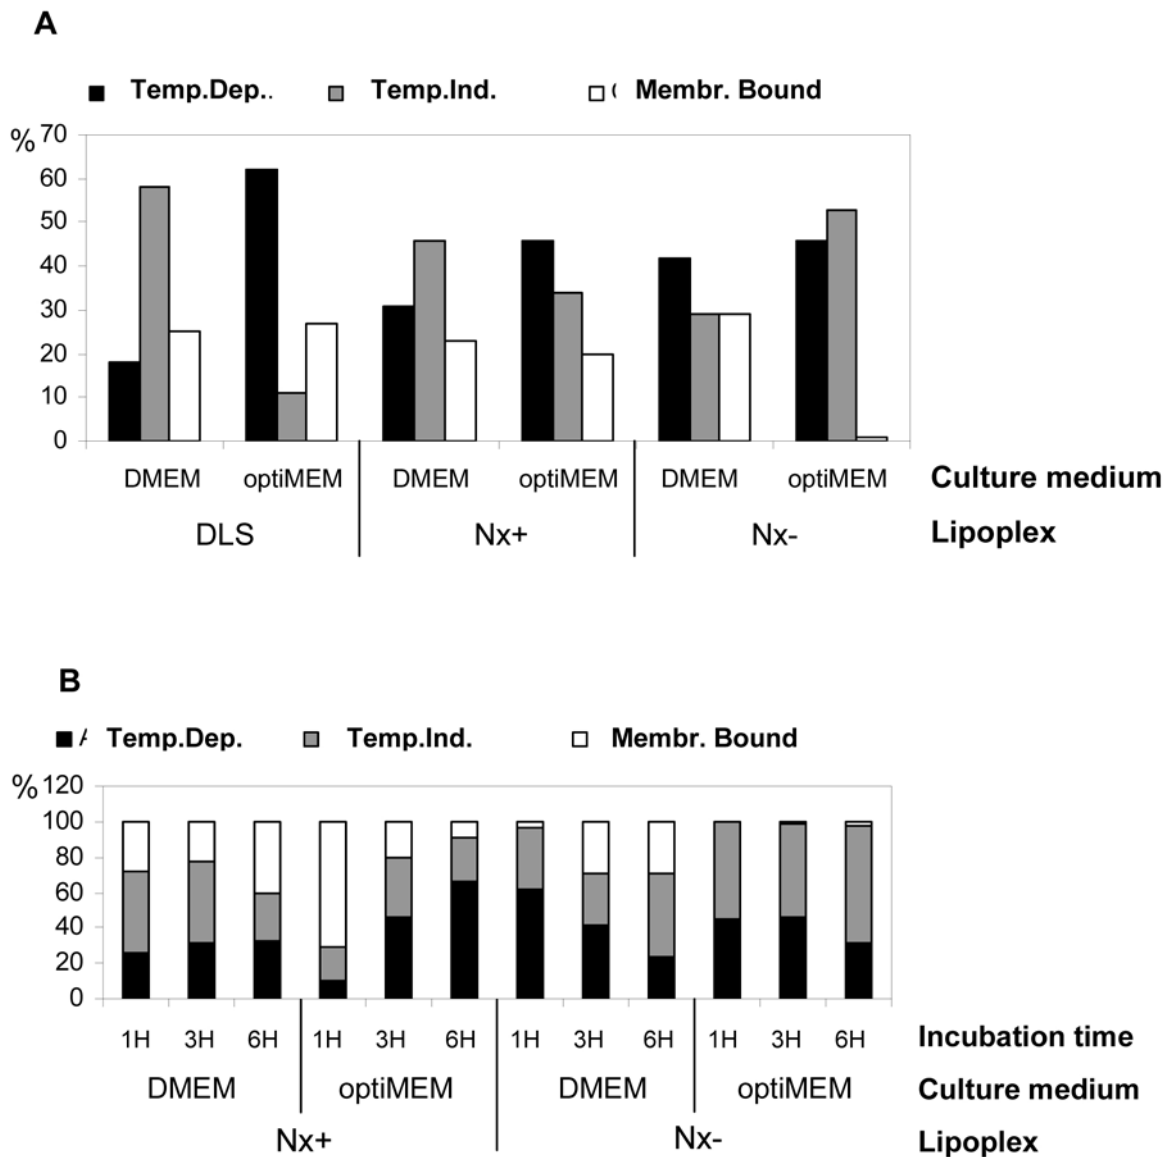 A
Temp.Dep.. Temp.Ind. Membr. Bound
% 70
60
50
40
30
20
10
0
DMEM optiMEM DMEM optiMEM DMEM optiMEM Culture medium
DLS Nx+ Nx- Lipoplex
B
Temp.Dep. Temp.Ind. Membr. Bound
% 120
100
80
60
40
20
0
1H 3H 6H 1H 3H 6H 1H 3H 6H 1H 3H 6H Incubation time
DMEM optiMEM DMEM optiMEM Culture medium
Nx+ Nx- Lipoplex